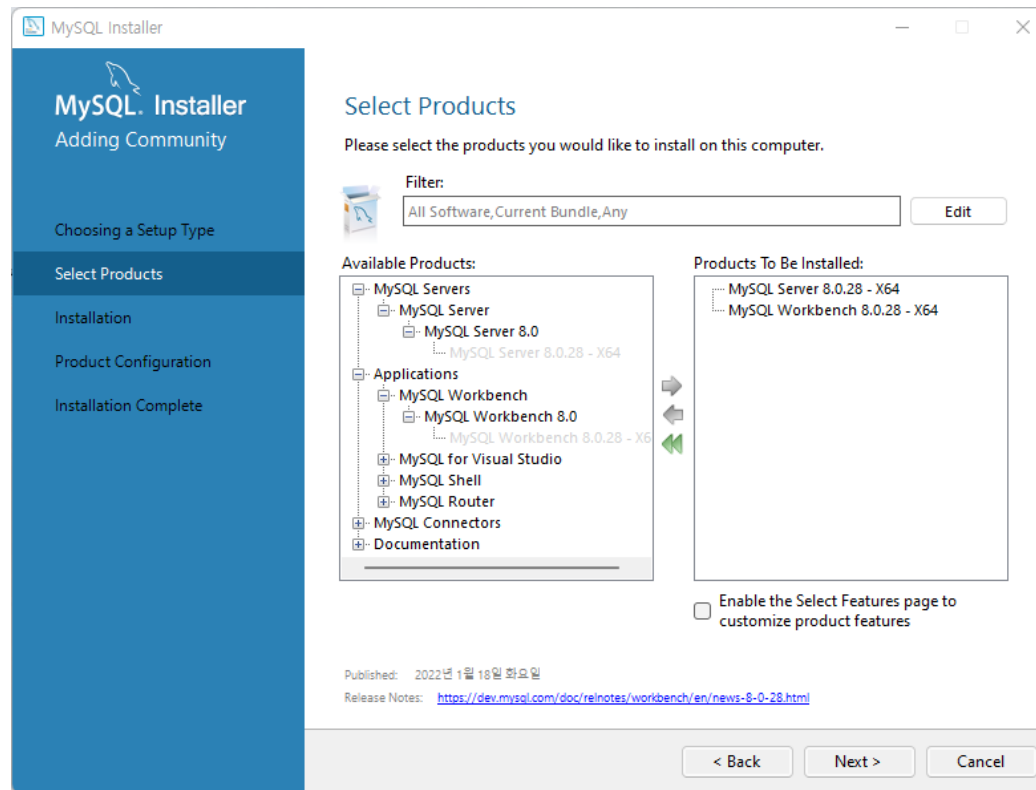 MySQL Installer
MySQL. Installer
Adding Community
Choosing a Setup Type
Select Products
Installation
Product Configuration
Installation Complete
Select Products
Please select the products you would like to install on this computer.
Filter:
All Software,Current Bundle,Any
Edit
Available Products:
MySQL Servers
MySQL Server
MySQL Server 8.0
MySQL Server 8.0.28 - X64
Applications
MySQL Workbench
MySQL Workbench 8.0
MySQL Workbench 8.0.28 - X6
MySQL for Visual Studio
MySQL Shell
MySQL Router
MySQL Connectors
Documentation
Products To Be Installed:
MySQL Server 8.0.28 - X64
MySQL Workbench 8.0.28 - X64
Enable the Select Features page to
customize product features
Published: 2022년 1월 18일 화요일
Release Notes: https://dev.mysql.com/doc/relnotes/workbench/en/news-8-0-28.html
< Back
Next >
Cancel